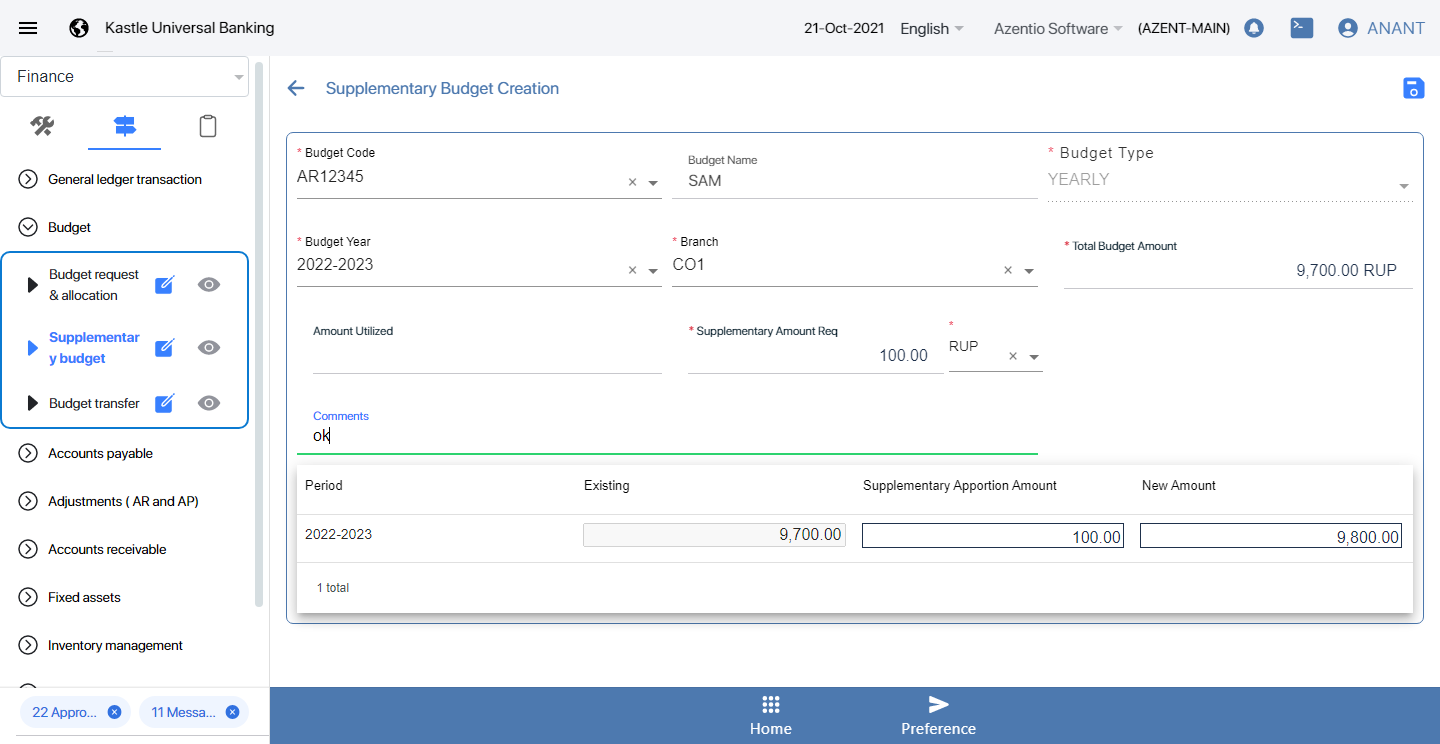 Kastle Universal Banking
21-Oct-2021
English
Azentio Software
(AZENT-MAIN)
ANANT
Finance
General ledger transaction
Budget
Budget request
& allocation
Supplementar
y budget
Budget transfer
Accounts payable
Adjustments ( AR and AP)
Accounts receivable
Fixed assets
Inventory management
22 Appro...
11 Messa...
Supplementary Budget Creation
* Budget Code
AR12345
×
Budget Name
SAM
* Budget Type
YEARLY
* Budget Year
2022-2023
×
* Branch
CO1
×
* Total Budget Amount
9,700.00 RUP
Amount Utilized
* Supplementary Amount Req
100.00
*
RUP
×
Comments
ok
Period Existing Supplementary Apportion Amount New Amount
2022-2023 9,700.00 100.00 9,800.00
1 total
Home
Preference